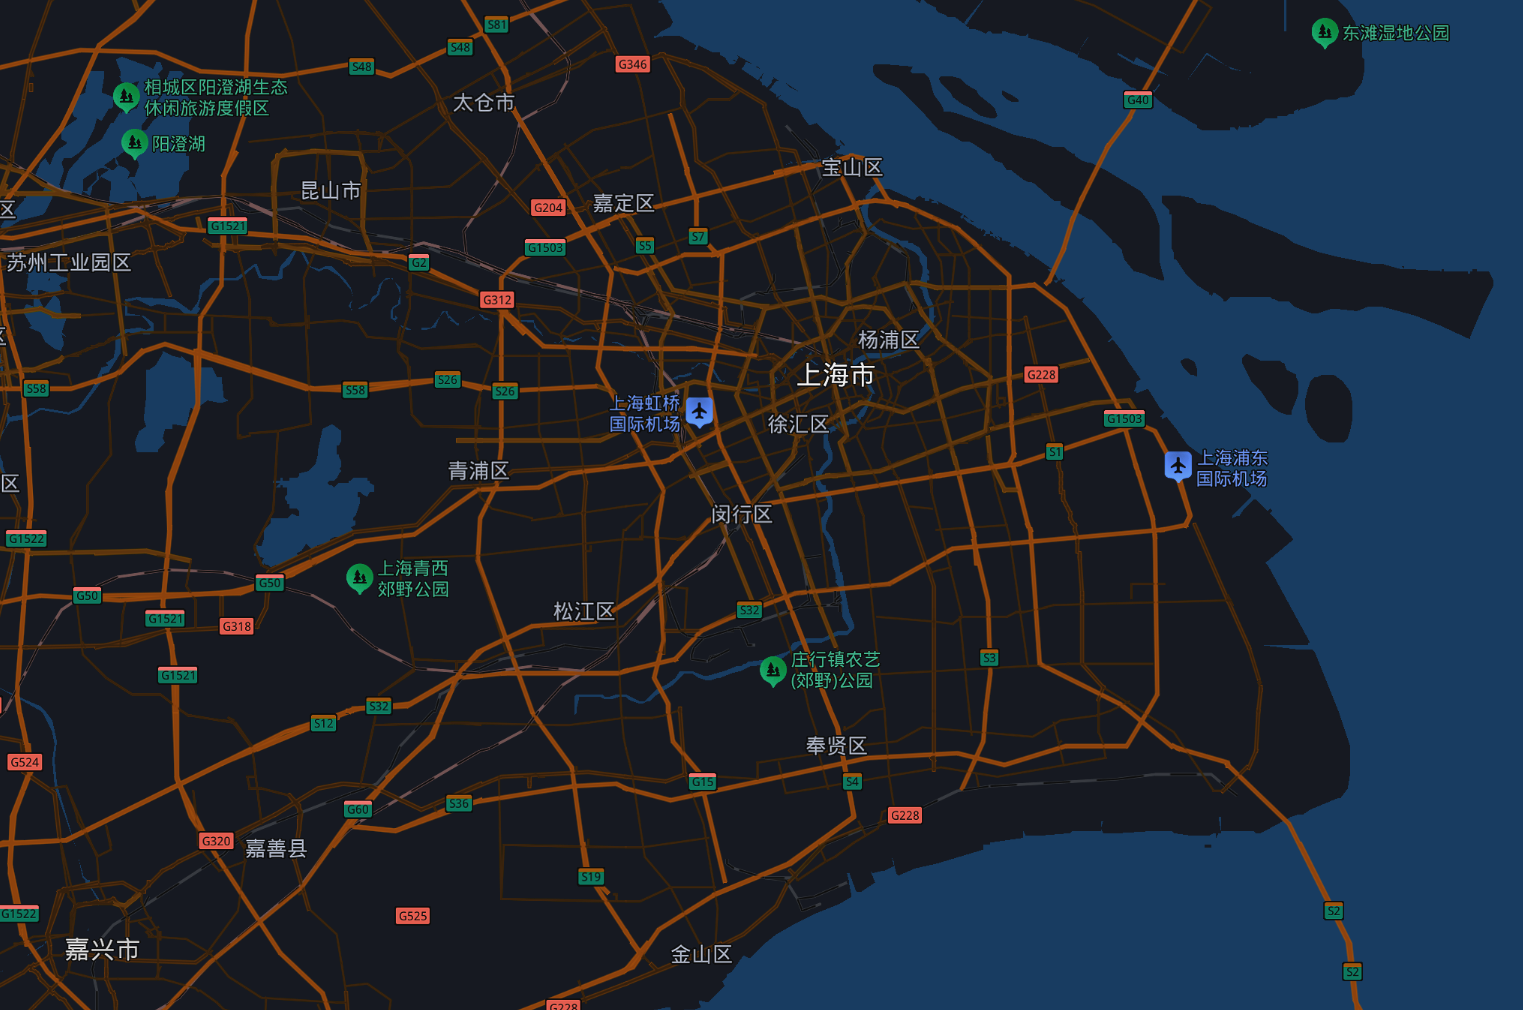 S81
S48
G346
S48
东滩湿地公园
相城区阳澄湖生态
休闲旅游度假区
太仓市
G40
阳澄湖
宝山区
昆山市
G204
嘉定区
区
G1521
G1503
S5
S7
苏州工业园区
G2
G312
杨浦区
区
上海市
S58
S58
S26
S26
G228
上海虹桥
国际机场
徐汇区
G1503
S1
青浦区
上海浦东
国际机场
区
闵行区
G1522
上海青西
郊野公园
G50
G50
松江区
S32
G1521
G318
庄行镇农艺
(郊野)公园
S3
G1521
S32
S12
奉贤区
G524
G15
S4
G60
S36
G228
G320
嘉善县
S19
G1522
G525
S2
嘉兴市
金山区
S2
G228